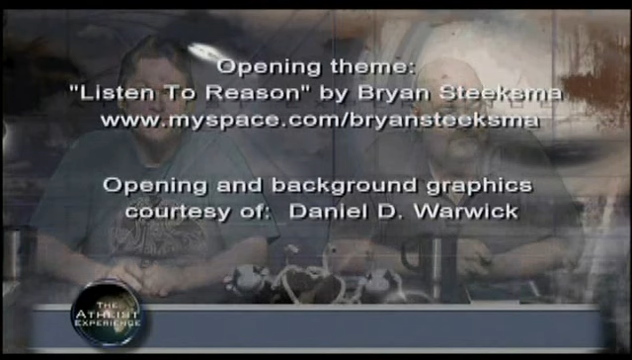 Opening theme:
"Listen To Reason" by Bryan Steeksma
www.myspace.com/bryansteeksma
Opening and background graphics
courtesy of: Daniel D. Warwick
THE
ATHEIST
EXPERIENCE